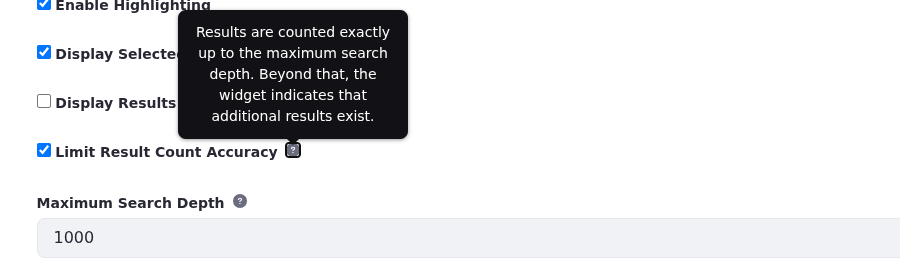 Enable Highlighting
Results are counted exactly
up to the maximum search
depth. Beyond that, the
widget indicates that
additional results exist.
Display Selected
Display Results
Limit Result Count Accuracy ?
Maximum Search Depth ?
1000